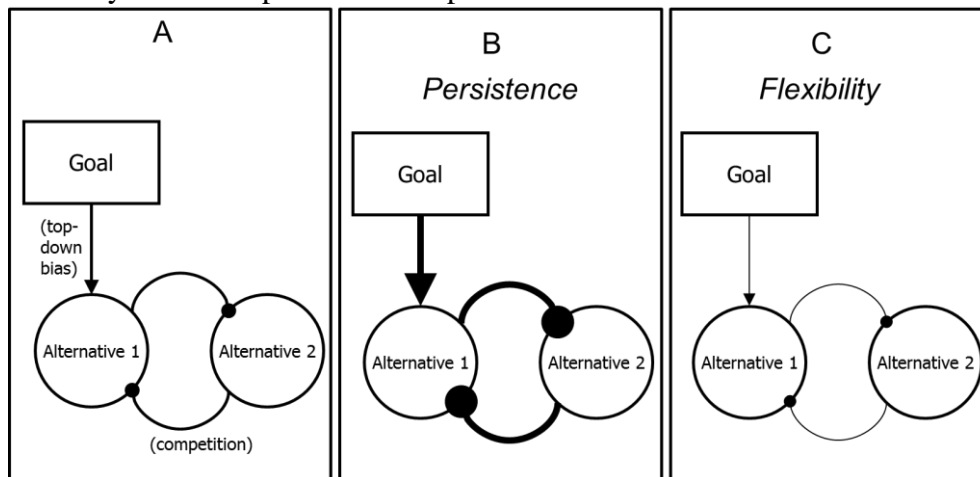 A
Goal
(top-
down
bias)
Alternative 1
Alternative 2
(competition)
B
Persistence
Goal
Alternative 1
Alternative 2
C
Flexibility
Goal
Alternative 1
Alternative 2